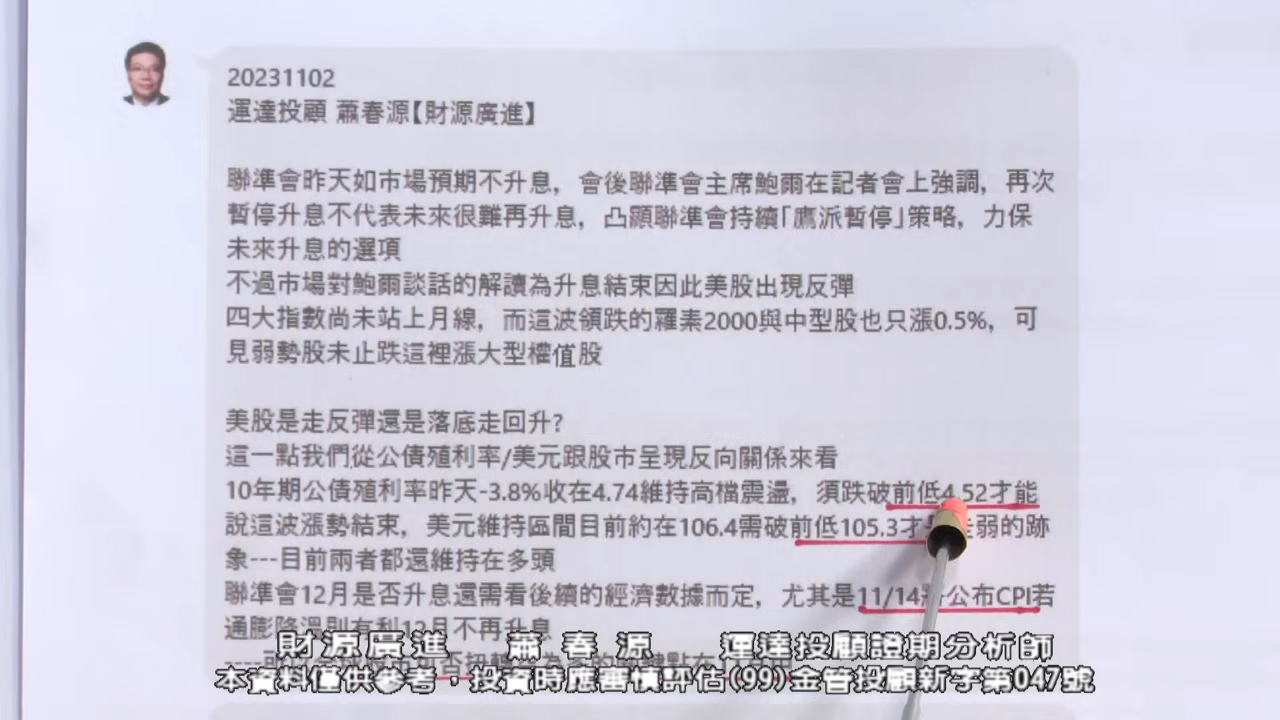 20231102
運達投顧 蕭春源【財源廣進】
聯準會昨天如市場預期不升息，會後聯準會主席鮑爾在記者會上強調，再次
暫停升息不代表未來很難再升息，凸顯聯準會持續「鷹派暫停」策略，力保
未來升息的選項
不過市場對鮑爾談話的解讀為升息結束因此美股出現反彈
四大指數尚未站上月線，而這波領跌的羅素2000與中型股也只漲0.5%，可
見弱勢股未止跌這裡漲大型權值股
美股是走反彈還是落底走回升?
這一點我們從公債殖利率/美元跟股市呈現反向關係來看
10年期公債殖利率昨天-3.8%收在4.74維持高檔震盪，須跌破前低4.52才能
說這波漲勢結束，美元維持區間目前約在106.4需破前低105.3才 走弱的跡
象---目前兩者都還維持在多頭
聯準會12月是否升息還需看後續的經濟數據而定，尤其是11/14 公布CPI若
通膨降溫則有利12月不再升息
財源廣進 蕭春源 運達投顧證期分析師
本資料僅供參考，投資時應審慎評估(99)金管投顧新字第047號